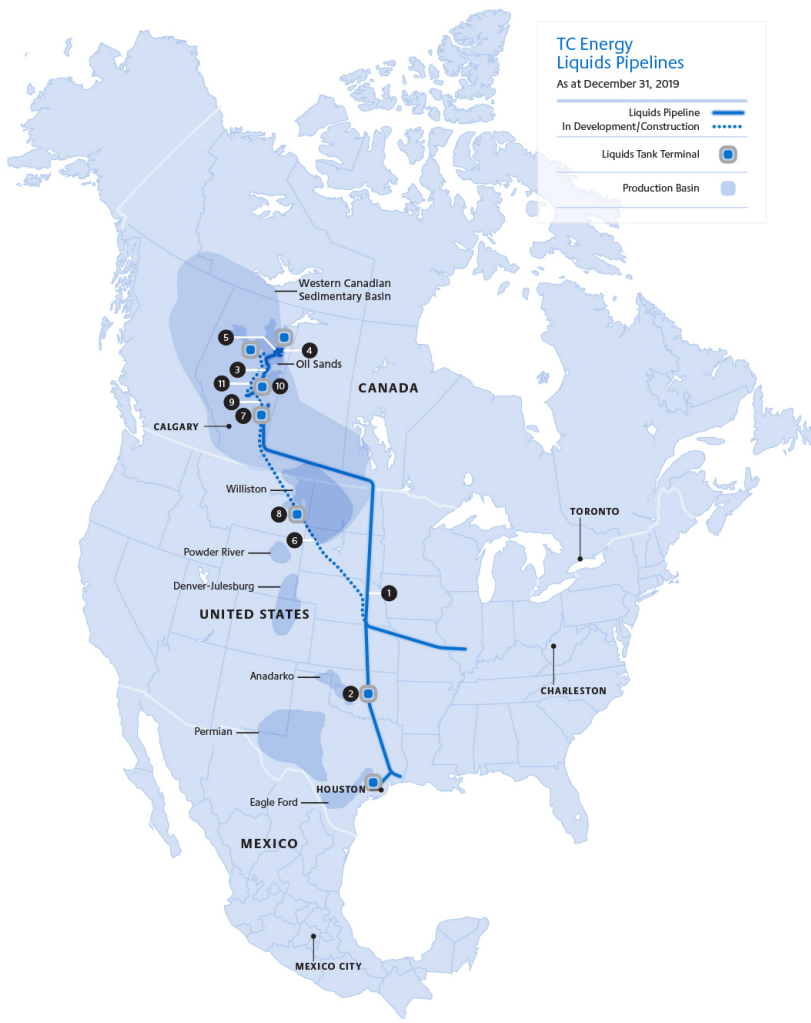 TC Energy
Liquids Pipelines
As at December 31, 2019
Liquids Pipeline
In Development/Construction
Liquids Tank Terminal
Production Basin
Western Canadian
Sedimentary Basin
5
4
Oil Sands
3
11
10
CANADA
9
7
CALGARY
Williston
TORONTO
8
6
Powder River
Denver-Julesburg
1
UNITED STATES
Anadarko
CHARLESTON
2
Permian
HOUSTON
Eagle Ford
MEXICO
MEXICO CITY